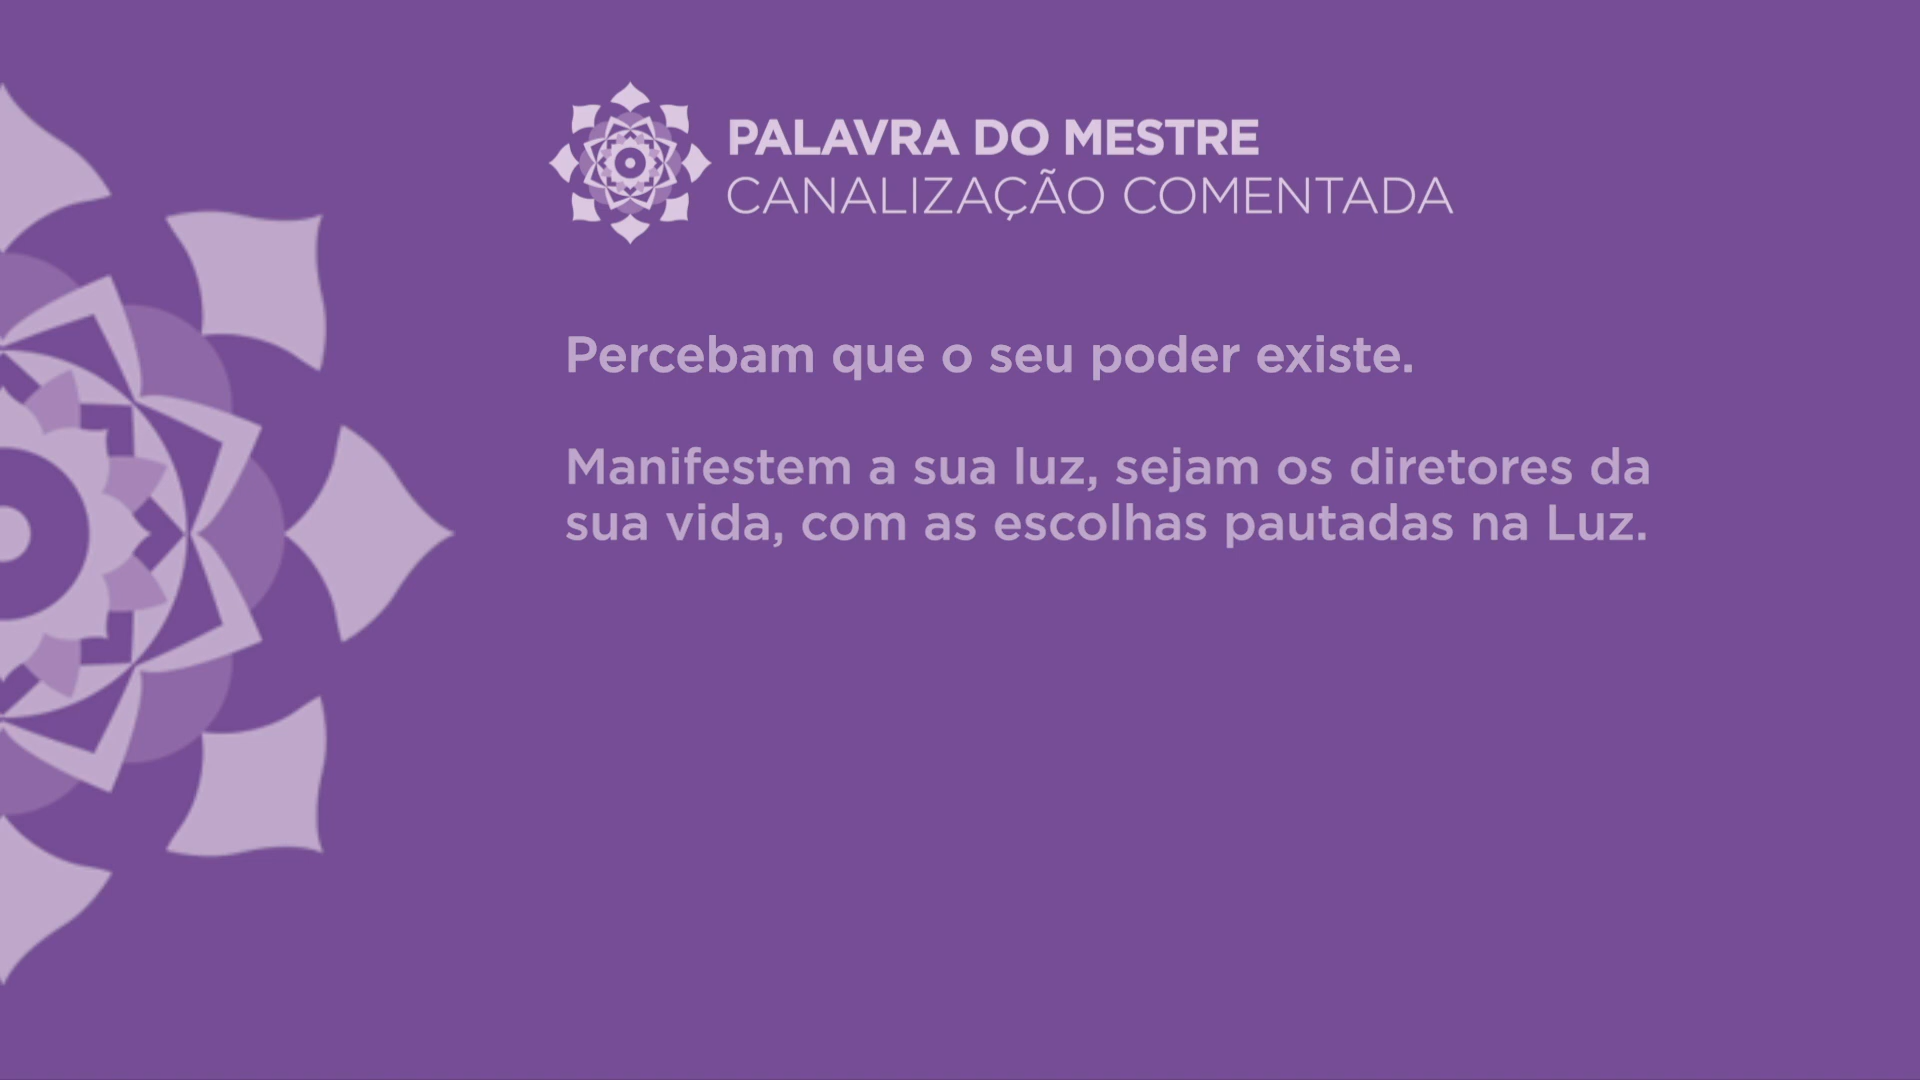 PALAVRA DO MESTRE
CANALIZAÇÃO COMENTADA
Percebam que o seu poder existe.
Manifestem a sua luz, sejam os diretores da
sua vida, com as escolhas pautadas na Luz.